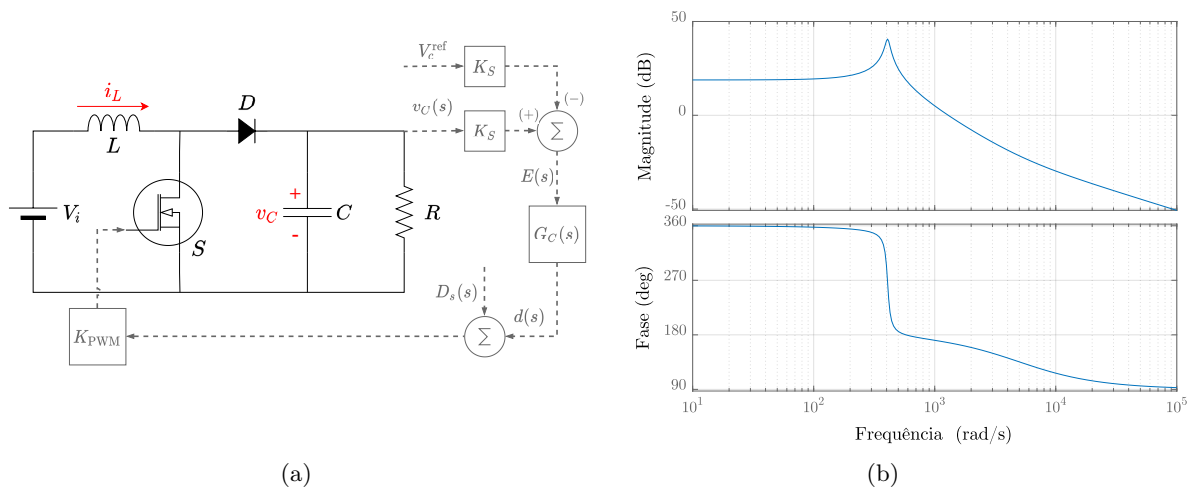 V_c^ref
K_S
(−)
i_L
L
D
v_C(s)
K_S
(+)
Σ
E(s)
V_i
S
+
v_C
-
C
R
G_C(s)
D_s(s)
d(s)
Σ
K_PWM
(a)
50
0
-50
Magnitude (dB)
360
270
180
90
Fase (deg)
10^1
10^2
10^3
10^4
10^5
Frequência (rad/s)
(b)